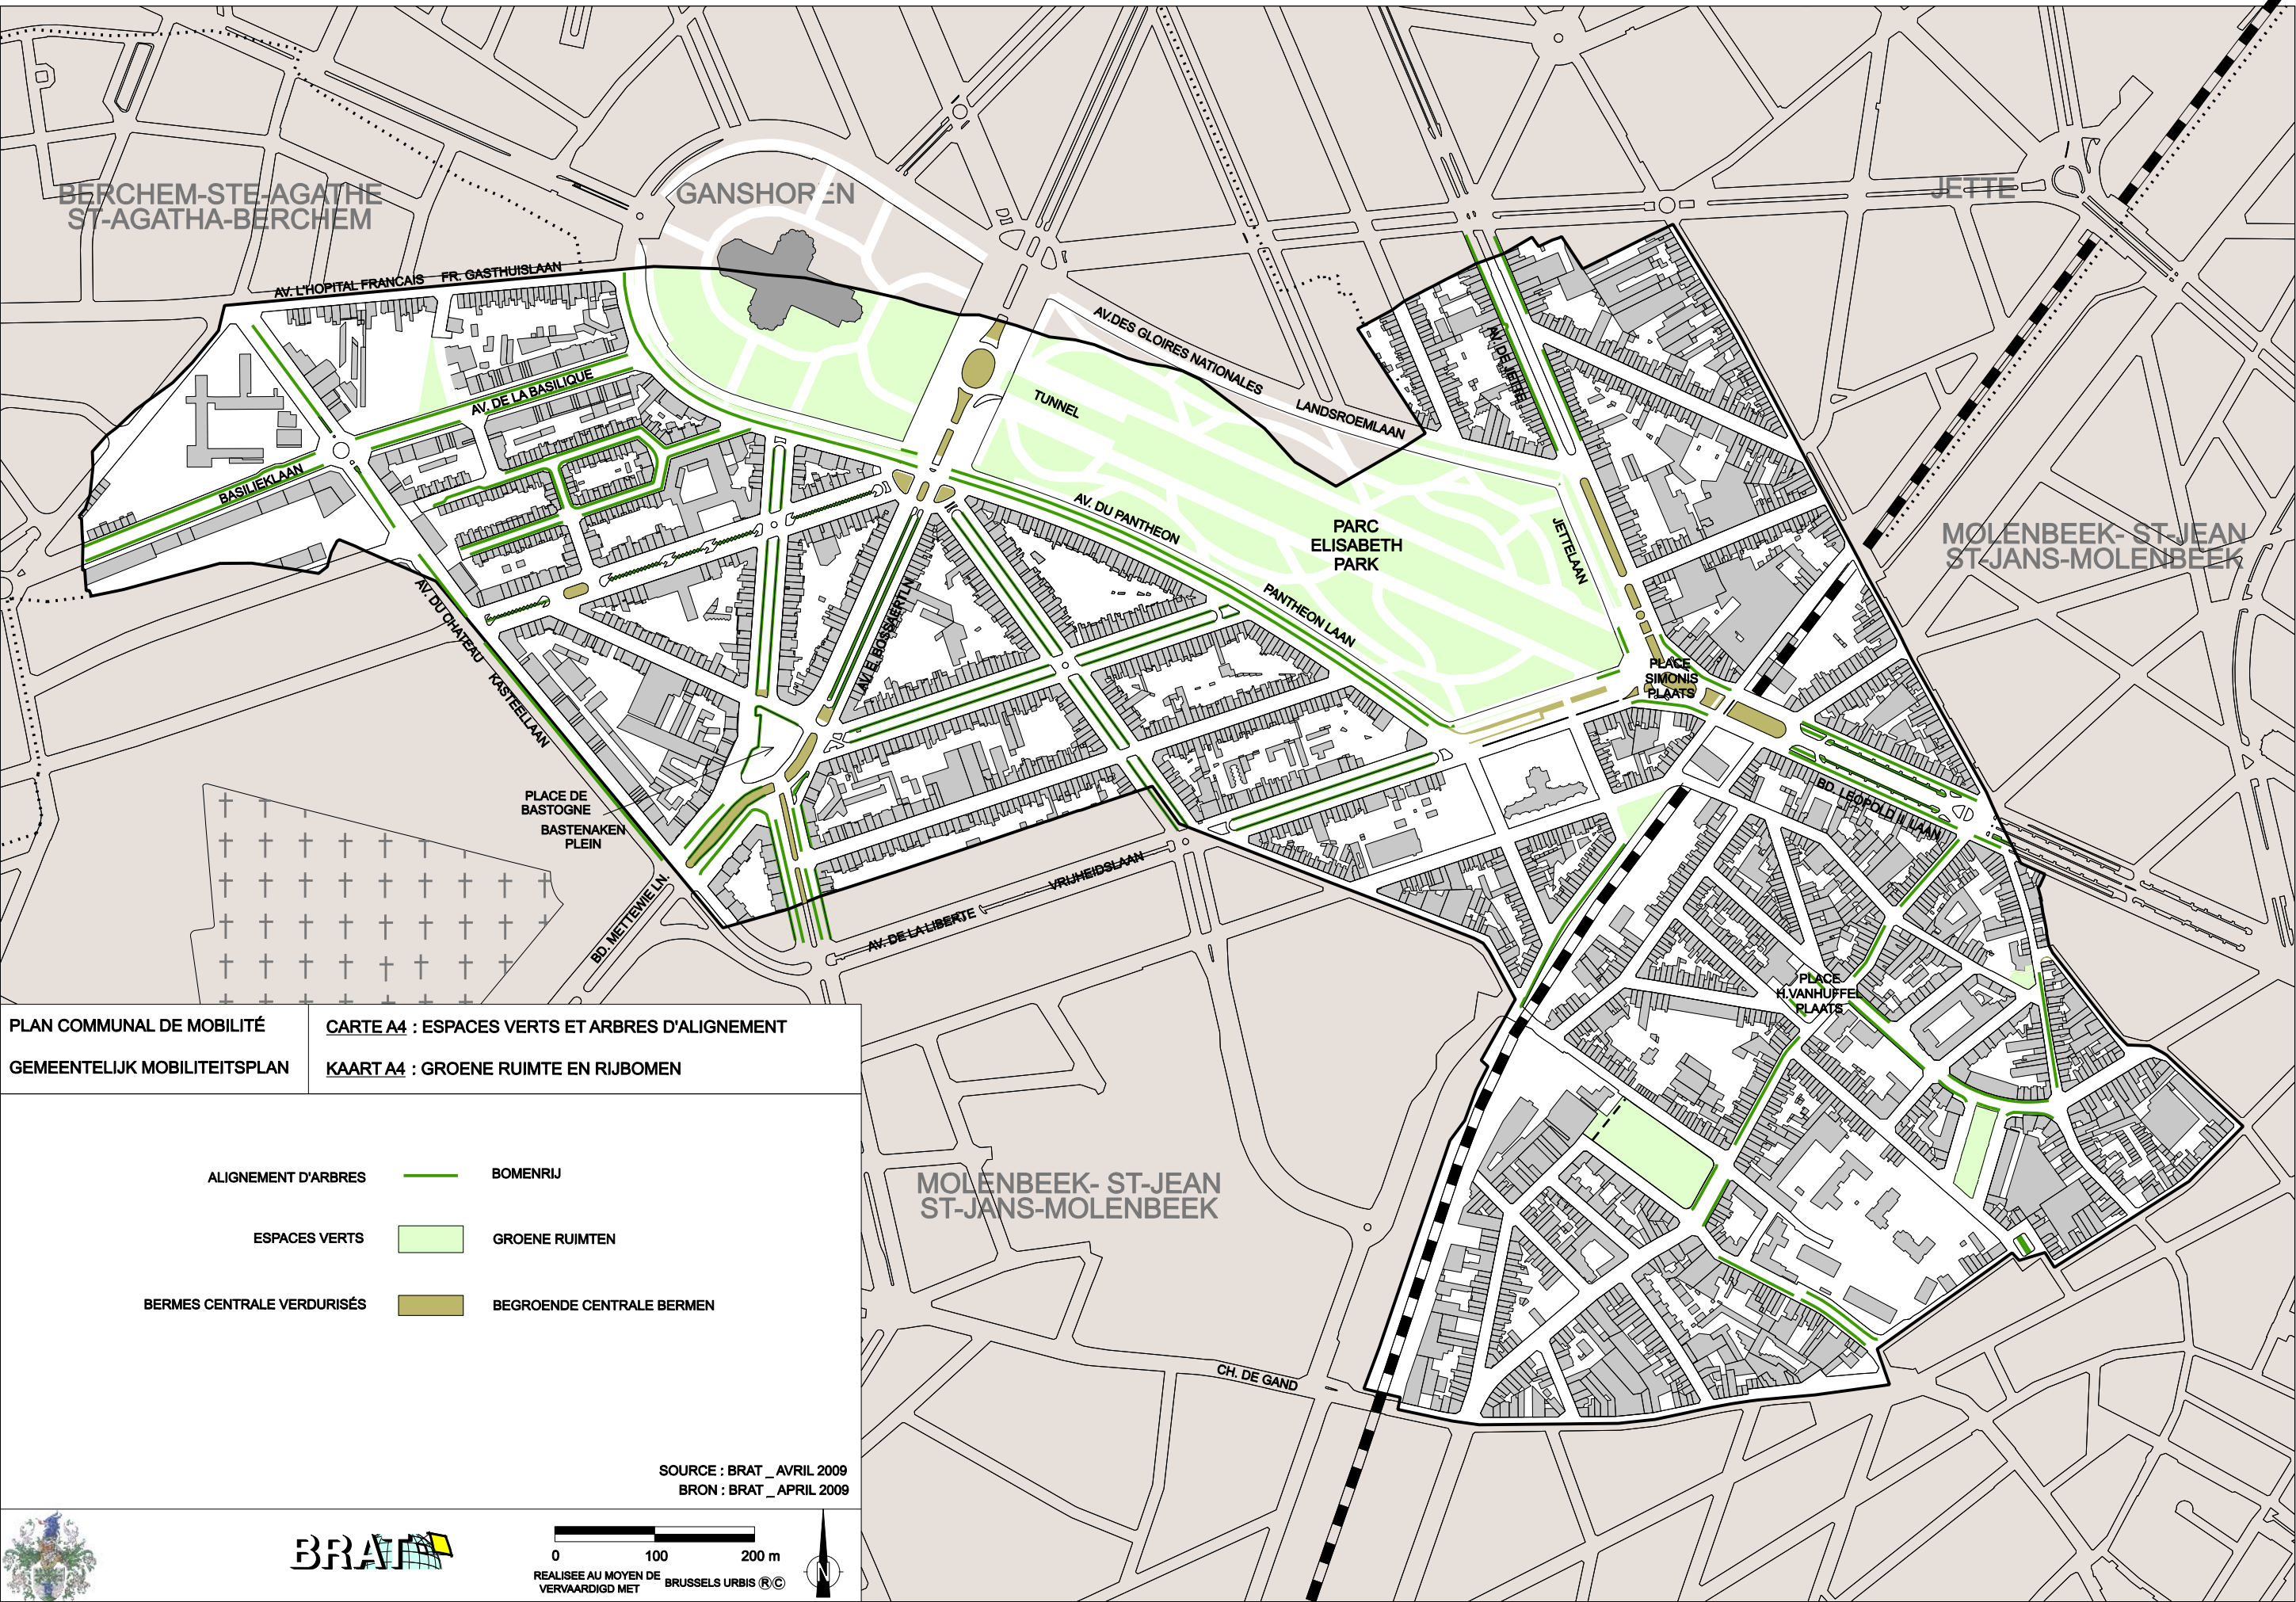 BERCHEM-STE-AGATHE
ST-AGATHA-BERCHEM
GANSHOREN
JETTE
AV. L'HOPITAL FRANCAIS FR. GASTHUISLAAN
AV.DES GLOIRES NATIONALES
LANDSROEMLAAN
AV. DE JETTE
TUNNEL
AV. DE LA BASILIQUE
BASILIEKLAAN
AV. DU PANTHEON
PARC
ELISABETH
PARK
JETTELAAN
MOLENBEEK- ST-JEAN
ST-JANS-MOLENBEEK
AV. DU CHATEAU
KASTEELLAAN
AV. E. BOSSAERT LN
PANTHEON LAAN
PLACE
SIMONIS
PLAATS
PLACE DE
BASTOGNE
BASTENAKEN
PLEIN
BD. LEOPOLD II LAAN
BD. METTEWIE LN.
AV. DE LA LIBERTE
VRIJHEIDSLAAN
PLACE
H.VANHUFFEL
PLAATS
PLAN COMMUNAL DE MOBILITÉ
GEMEENTELIJK MOBILITEITSPLAN
CARTE A4 : ESPACES VERTS ET ARBRES D'ALIGNEMENT
KAART A4 : GROENE RUIMTE EN RIJBOMEN
MOLENBEEK- ST-JEAN
ST-JANS-MOLENBEEK
CH. DE GAND
ALIGNEMENT D'ARBRES BOMENRIJ
ESPACES VERTS GROENE RUIMTEN
BERMES CENTRALE VERDURISÉS BEGROENDE CENTRALE BERMEN
SOURCE : BRAT _ AVRIL 2009
BRON : BRAT _ APRIL 2009
BRAT
0 100 200 m
REALISEE AU MOYEN DE
VERVAARDIGD MET
BRUSSELS URBIS ®©
N